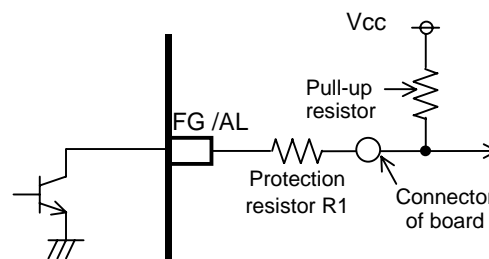 Vcc
Pull-up
resistor
FG /AL
Protection
resistor R1
Connector
of board